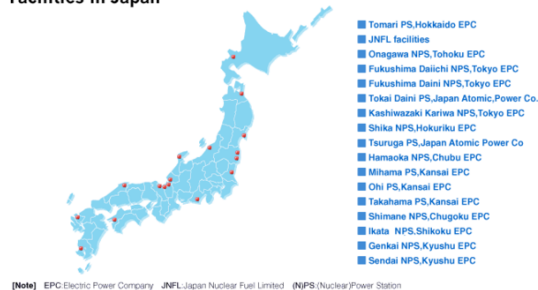 Facilities in Japan
Tomari PS,Hokkaido EPC
JNFL facilities
Onagawa NPS,Tohoku EPC
Fukushima Daiichi NPS,Tokyo EPC
Fukushima Daini NPS,Tokyo EPC
Tokai Daini PS,Japan Atomic,Power Co.
Kashiwazaki Kariwa NPS,Tokyo EPC
Shika NPS,Hokuriku EPC
Tsuruga PS,Japan Atomic Power Co
Hamaoka NPS,Chubu EPC
Mihama PS,Kansai EPC
Ohi PS,Kansai EPC
Takahama PS,Kansai EPC
Shimane NPS,Chugoku EPC
Ikata NPS,Shikoku EPC
Genkai NPS,Kyushu EPC
Sendai NPS,Kyushu EPC
[Note] EPC:Electric Power Company JNFL:Japan Nuclear Fuel Limited (N)PS:(Nuclear)Power Station